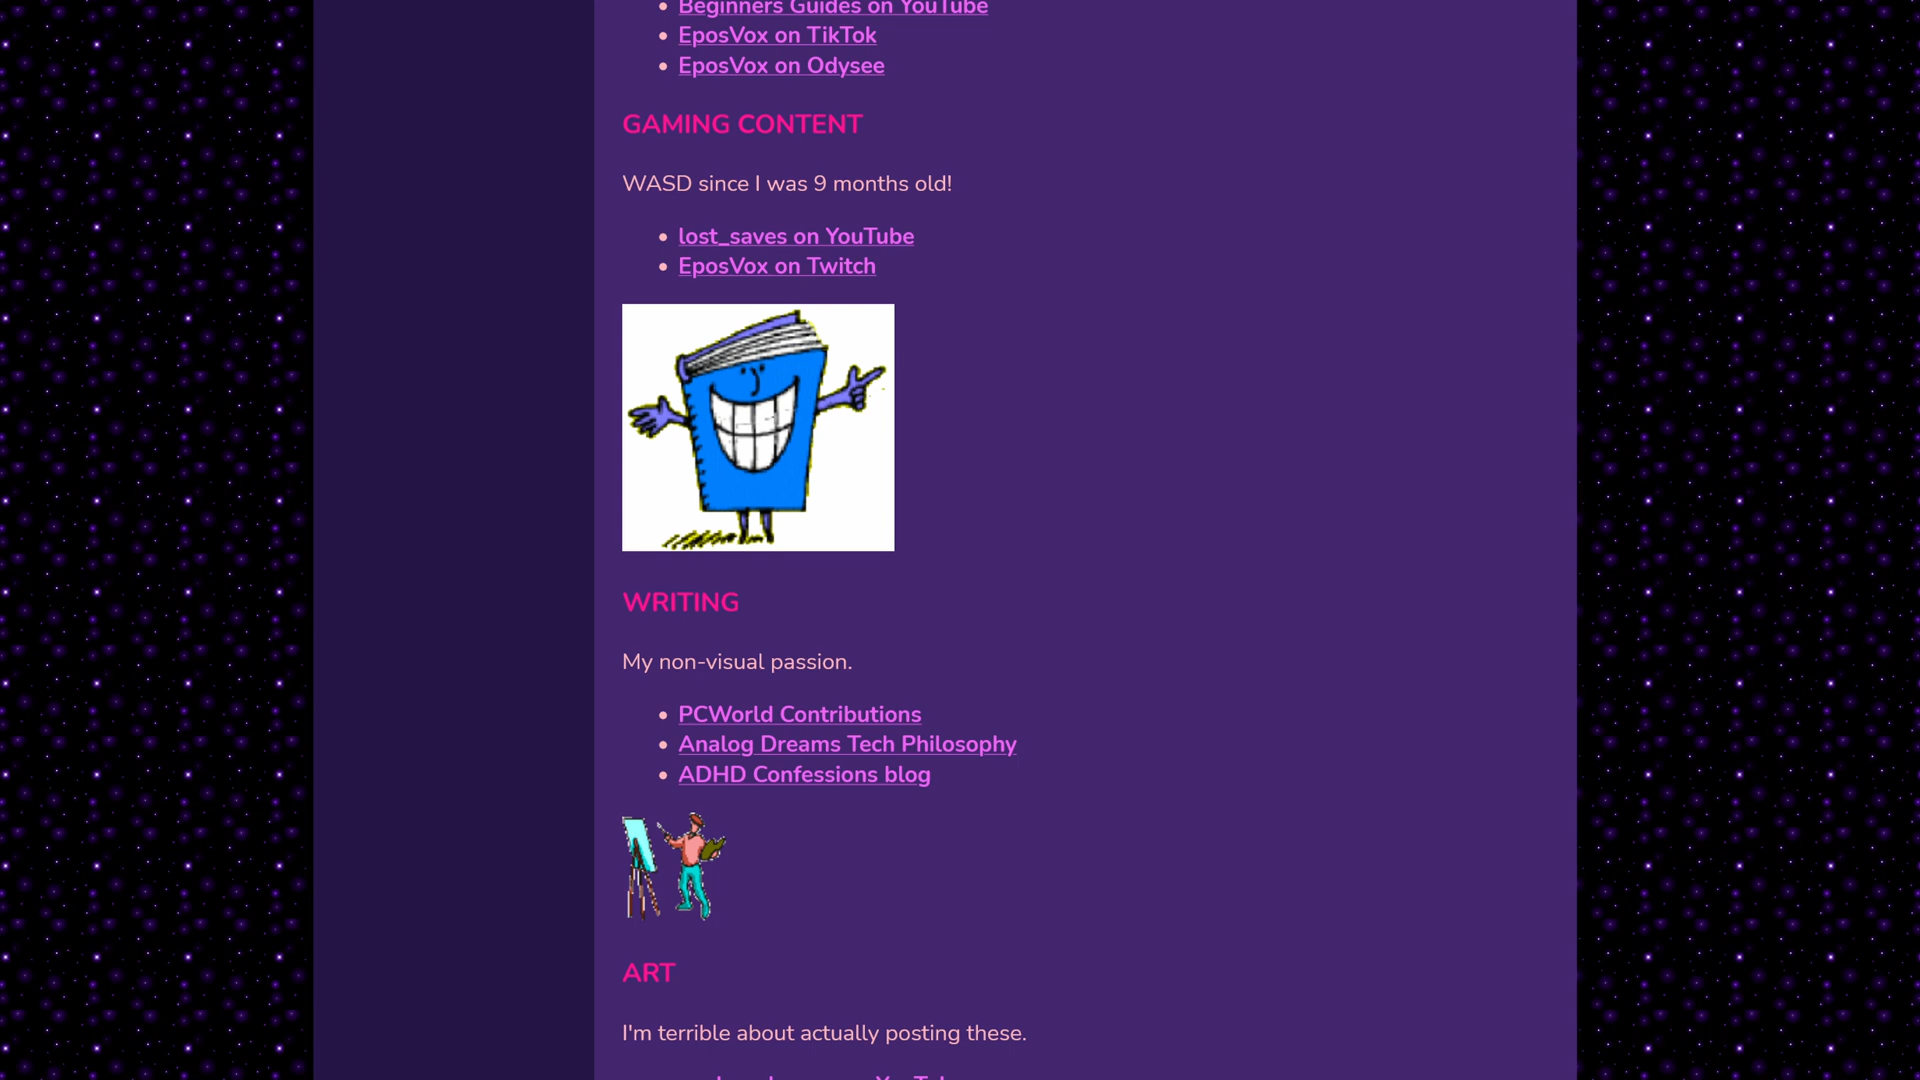 Beginners Guides on YouTube
EposVox on TikTok
EposVox on Odysee
GAMING CONTENT
WASD since I was 9 months old!
lost_saves on YouTube
EposVox on Twitch
WRITING
My non-visual passion.
PCWorld Contributions
Analog Dreams Tech Philosophy
ADHD Confessions blog
ART
I'm terrible about actually posting these.